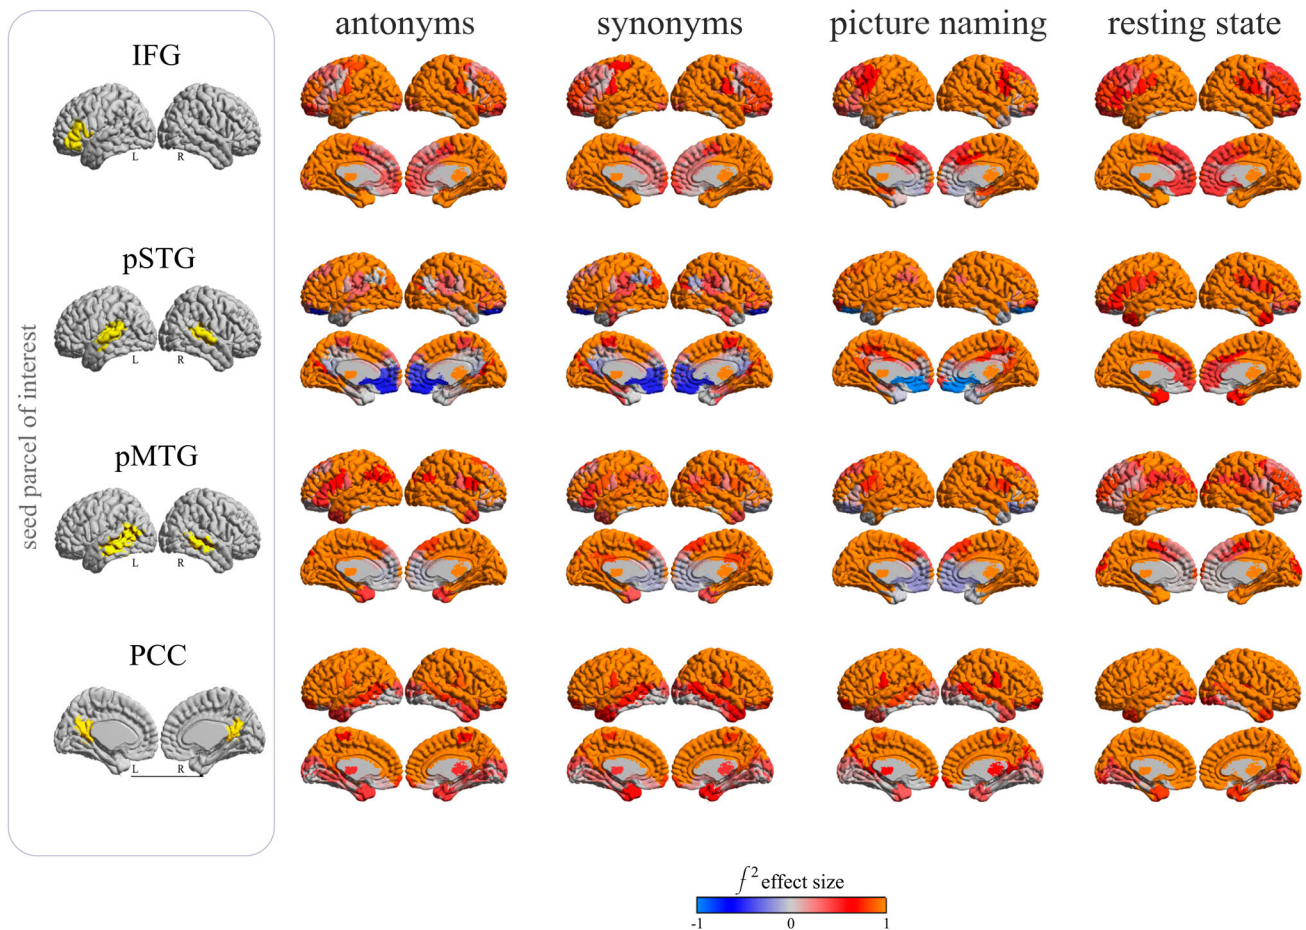 antonyms synonyms picture naming resting state
IFG
L R
pSTG
L R
seed parcel of interest
pMTG
L R
PCC
L R
f² effect size
-1 0 1